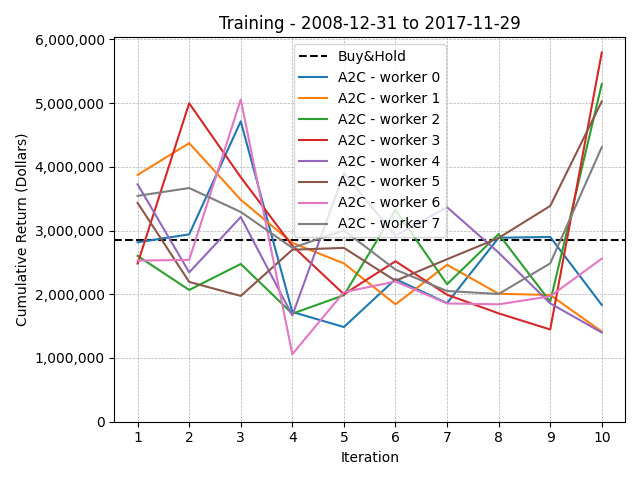 Training - 2008-12-31 to 2017-11-29
Cumulative Return (Dollars)
6,000,000
5,000,000
4,000,000
3,000,000
2,000,000
1,000,000
0
Buy&Hold
A2C - worker 0
A2C - worker 1
A2C - worker 2
A2C - worker 3
A2C - worker 4
A2C - worker 5
A2C - worker 6
A2C - worker 7
1 2 3 4 5 6 7 8 9 10
Iteration